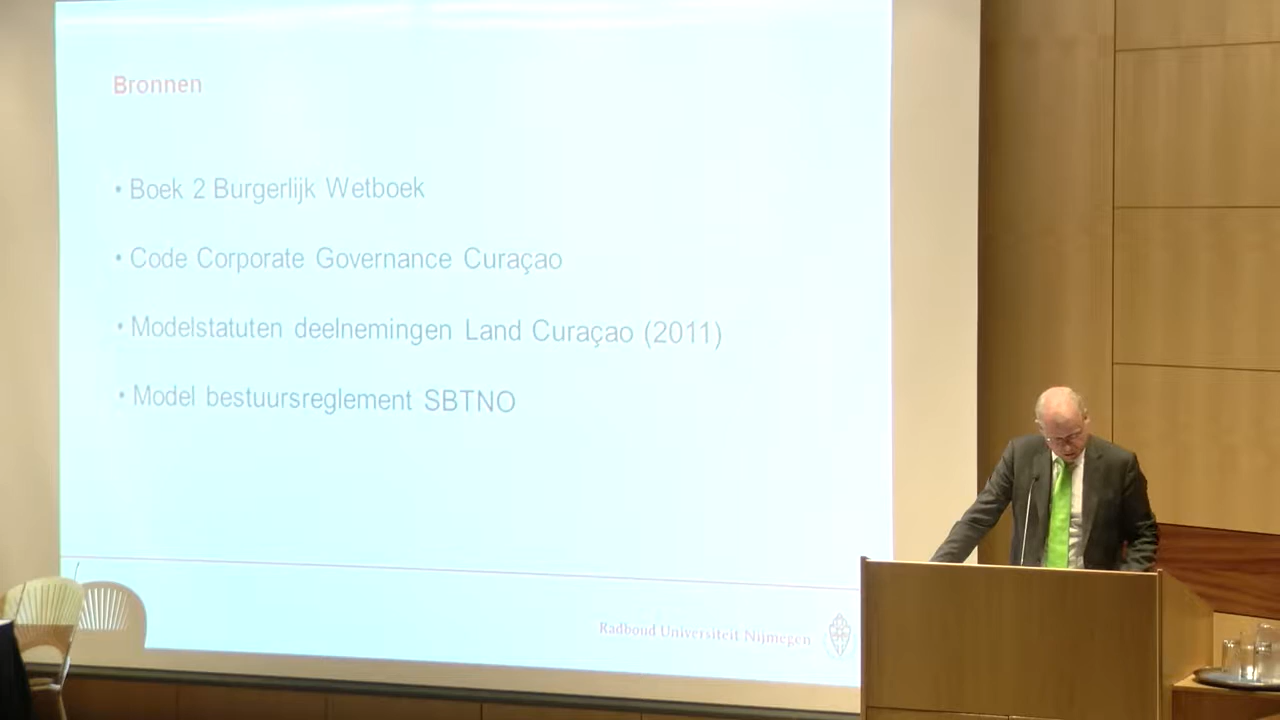 Bronnen
• Boek 2 Burgerlijk Wetboek
• Code Corporate Governance Curaçao
• Modelstatuten deelnemingen Land Curaçao (2011)
• Model bestuursreglement SBTNO
Radboud Universiteit Nijmegen